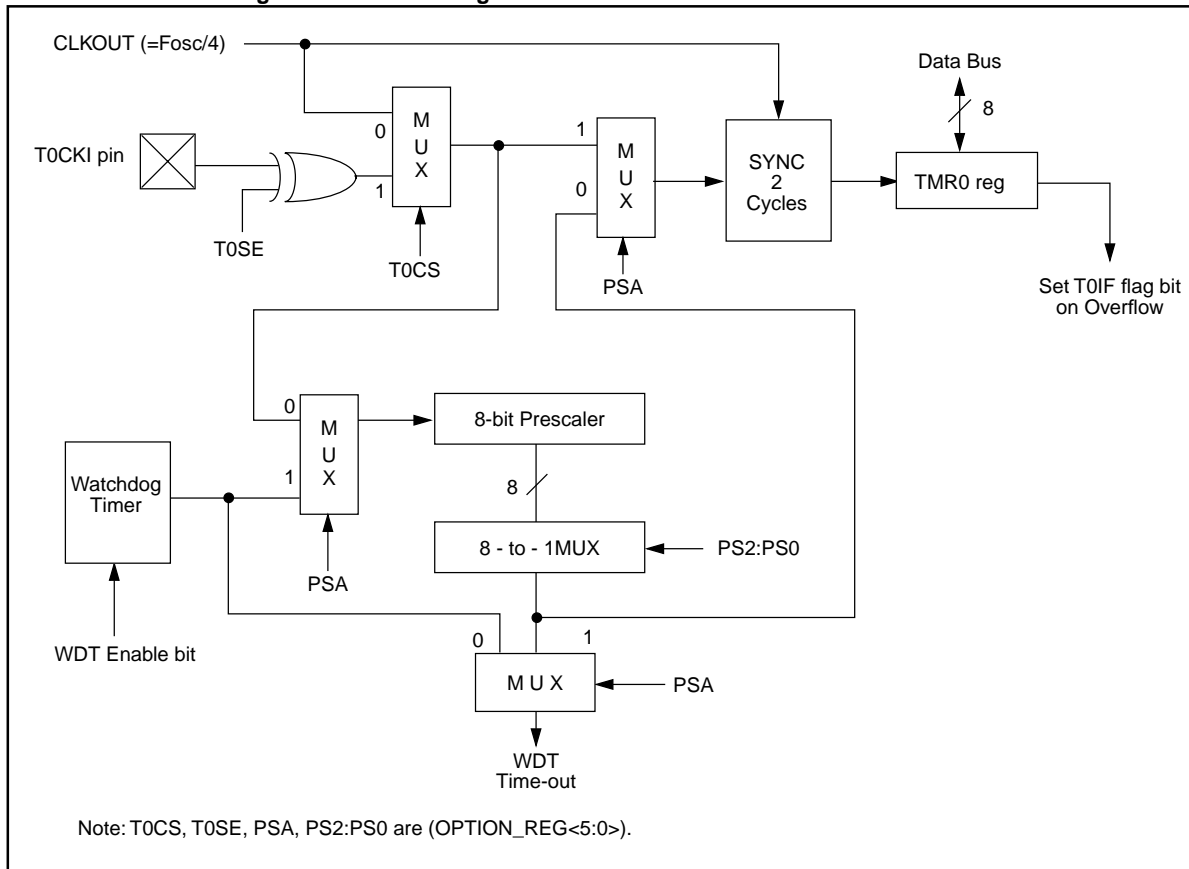 CLKOUT (=Fosc/4)
Data Bus
8
T0CKI pin
0
1
M
U
X
T0SE
T0CS
1
0
M
U
X
PSA
SYNC
2
Cycles
TMR0 reg
Set T0IF flag bit
on Overflow
0
1
M
U
X
8-bit Prescaler
Watchdog
Timer
8
PSA
8 - to - 1MUX
PS2:PS0
WDT Enable bit
0
1
M U X
PSA
WDT
Time-out
Note: T0CS, T0SE, PSA, PS2:PS0 are (OPTION_REG<5:0>).